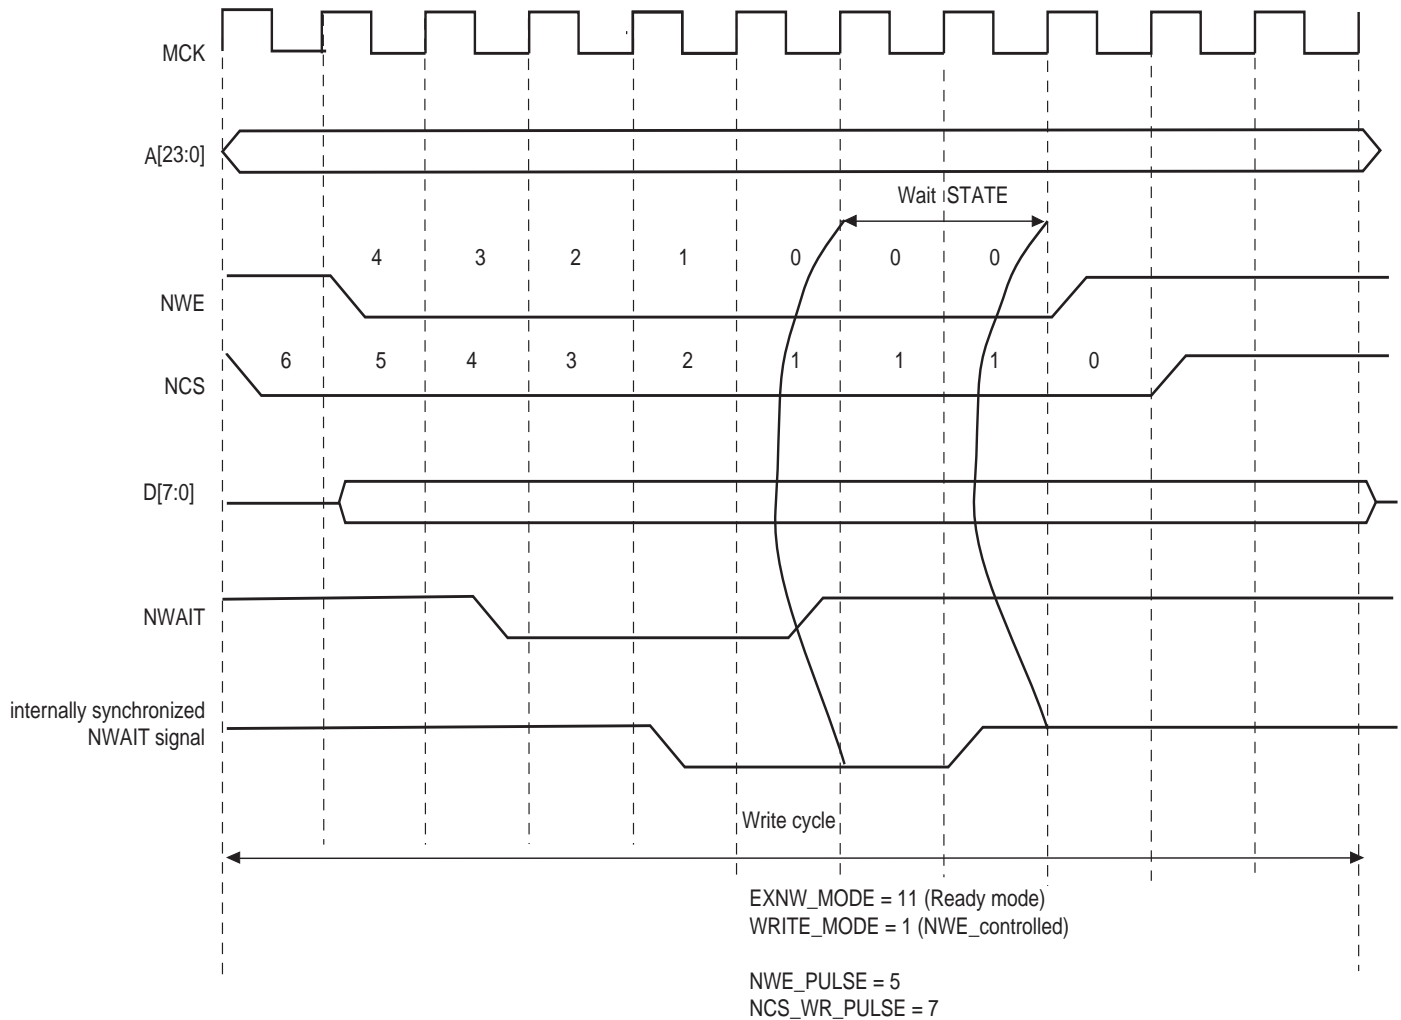 MCK
A[23:0]
Wait STATE
4 3 2 1 0 0 0
NWE
6 5 4 3 2 1 1 1 0
NCS
D[7:0]
NWAIT
internally synchronized
NWAIT signal
Write cycle
EXNW_MODE = 11 (Ready mode)
WRITE_MODE = 1 (NWE_controlled)
NWE_PULSE = 5
NCS_WR_PULSE = 7